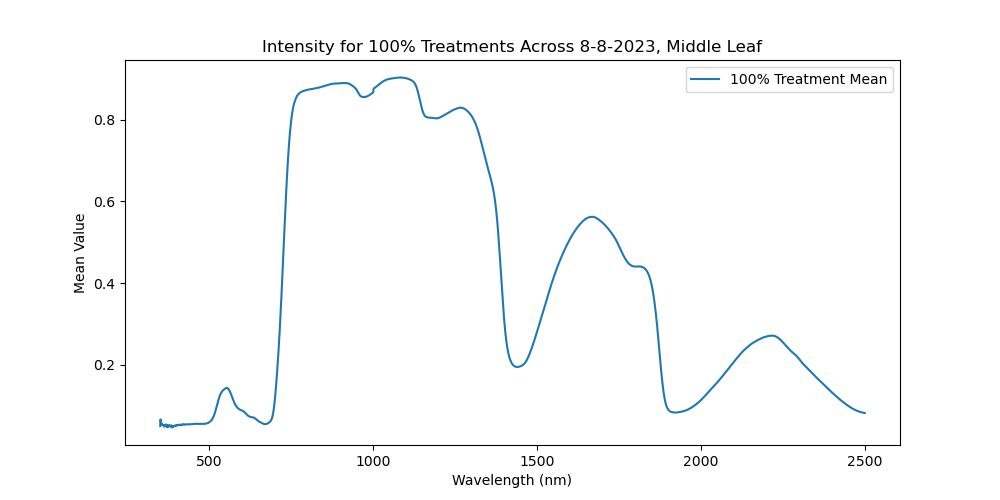 Intensity for 100% Treatments Across 8-8-2023, Middle Leaf
100% Treatment Mean
Mean Value
0.8
0.6
0.4
0.2
500 1000 1500 2000 2500
Wavelength (nm)